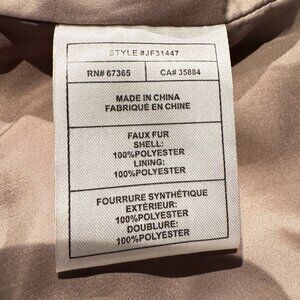 STYLE #JF31447
RN# 67365 CA# 35884
MADE IN CHINA
FABRIQUÉ EN CHINE
FAUX FUR
SHELL:
100%POLYESTER
LINING:
100%POLYESTER
FOURRURE SYNTHÉTIQUE
EXTÉRIEUR:
100%POLYESTER
DOUBLURE:
100%POLYESTER